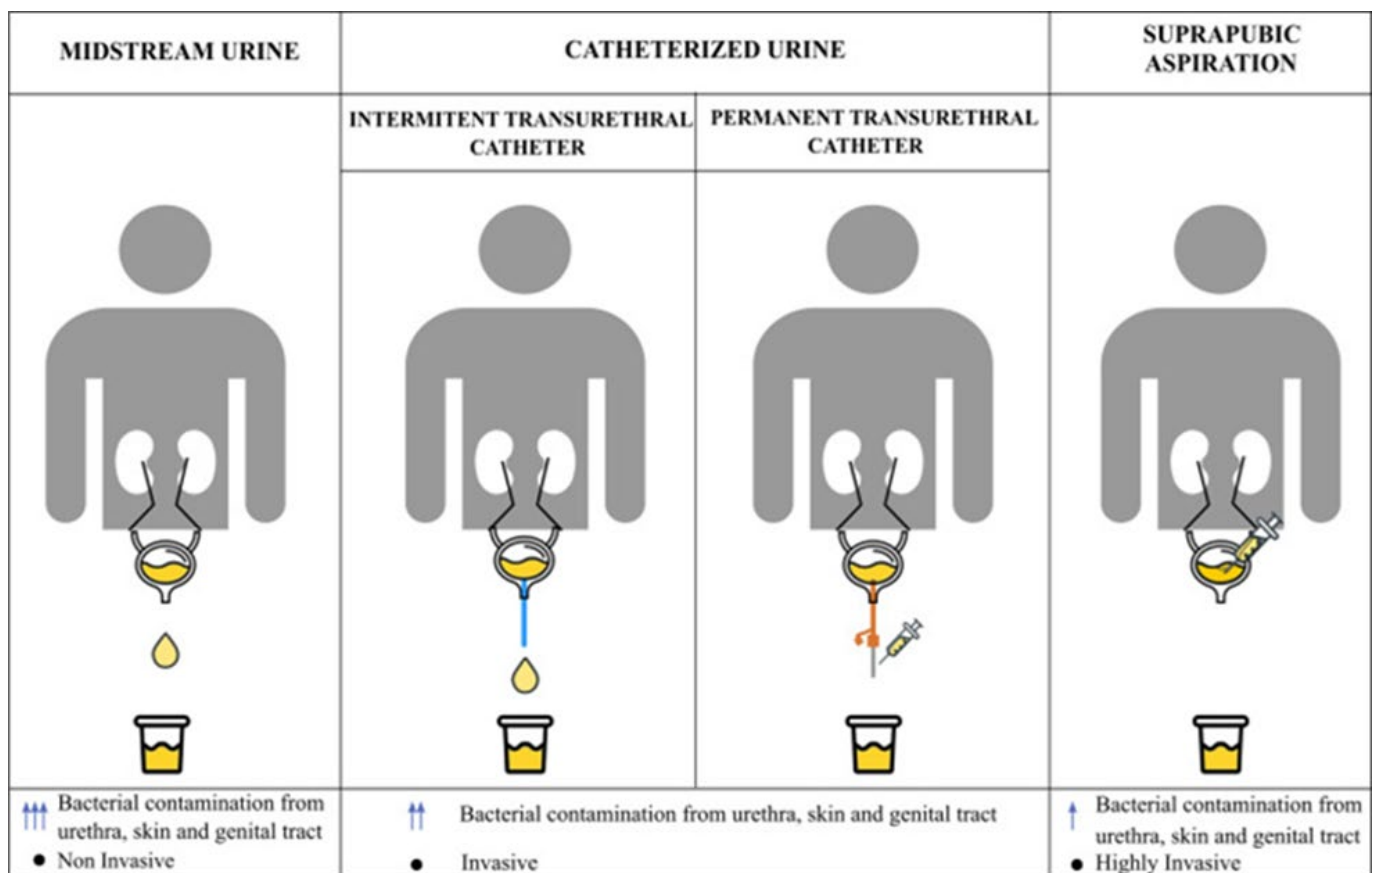 MIDSTREAM URINE
CATHETERIZED URINE
SUPRAPUBIC
ASPIRATION
INTERMITENT TRANSURETHRAL
CATHETER
PERMANENT TRANSURETHRAL
CATHETER
↑↑↑ Bacterial contamination from
urethra, skin and genital tract
● Non Invasive
↑↑ Bacterial contamination from urethra, skin and genital tract
● Invasive
↑ Bacterial contamination from
urethra, skin and genital tract
● Highly Invasive